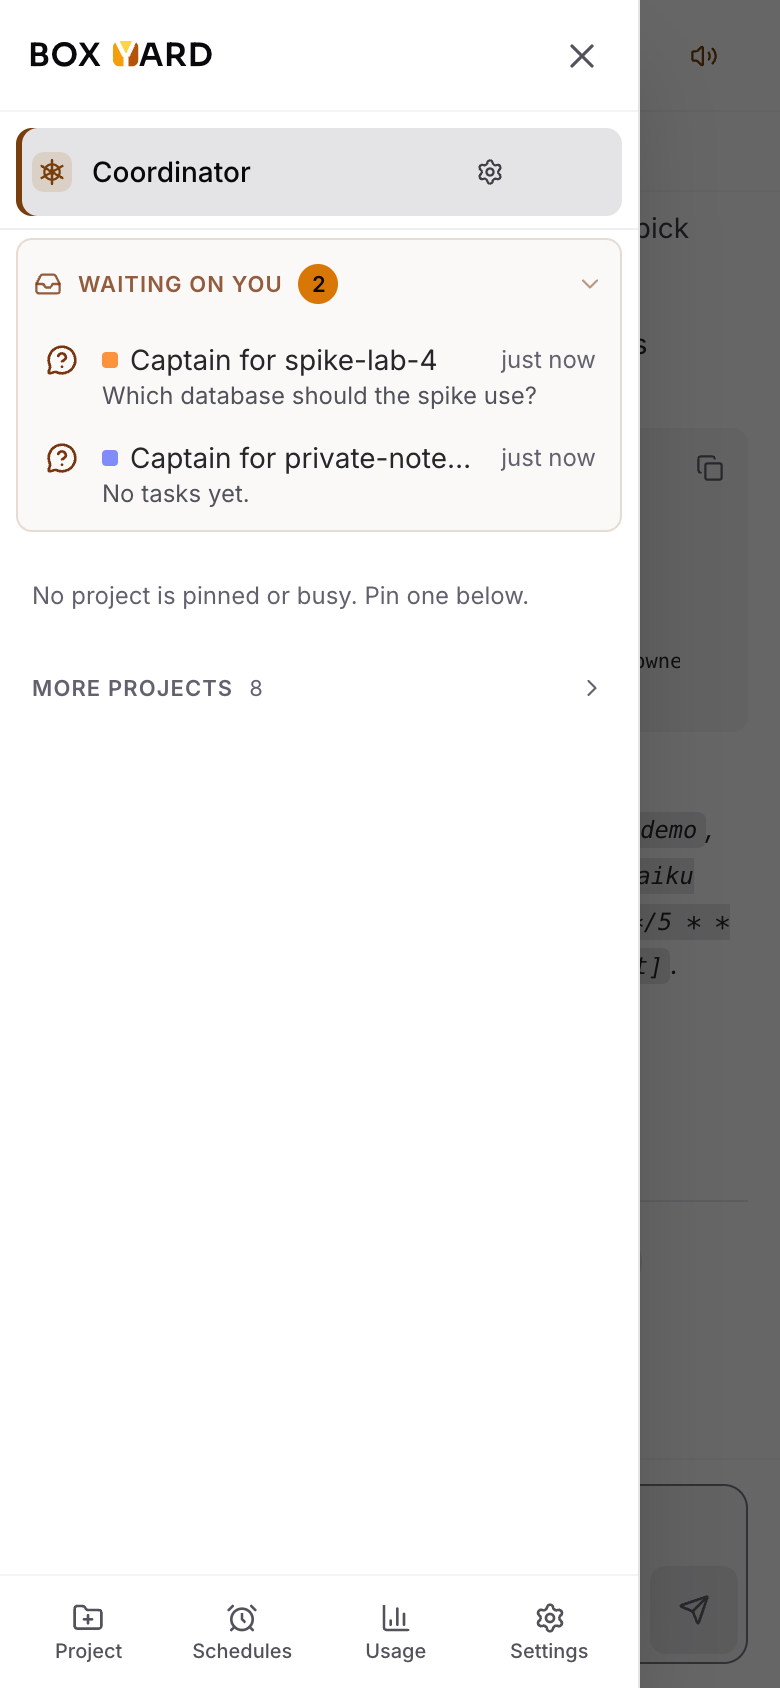 BOX YARD
Coordinator
WAITING ON YOU 2
Captain for spike-lab-4 just now
Which database should the spike use?
Captain for private-note... just now
No tasks yet.
No project is pinned or busy. Pin one below.
MORE PROJECTS 8
Project Schedules Usage Settings
demo,
t].